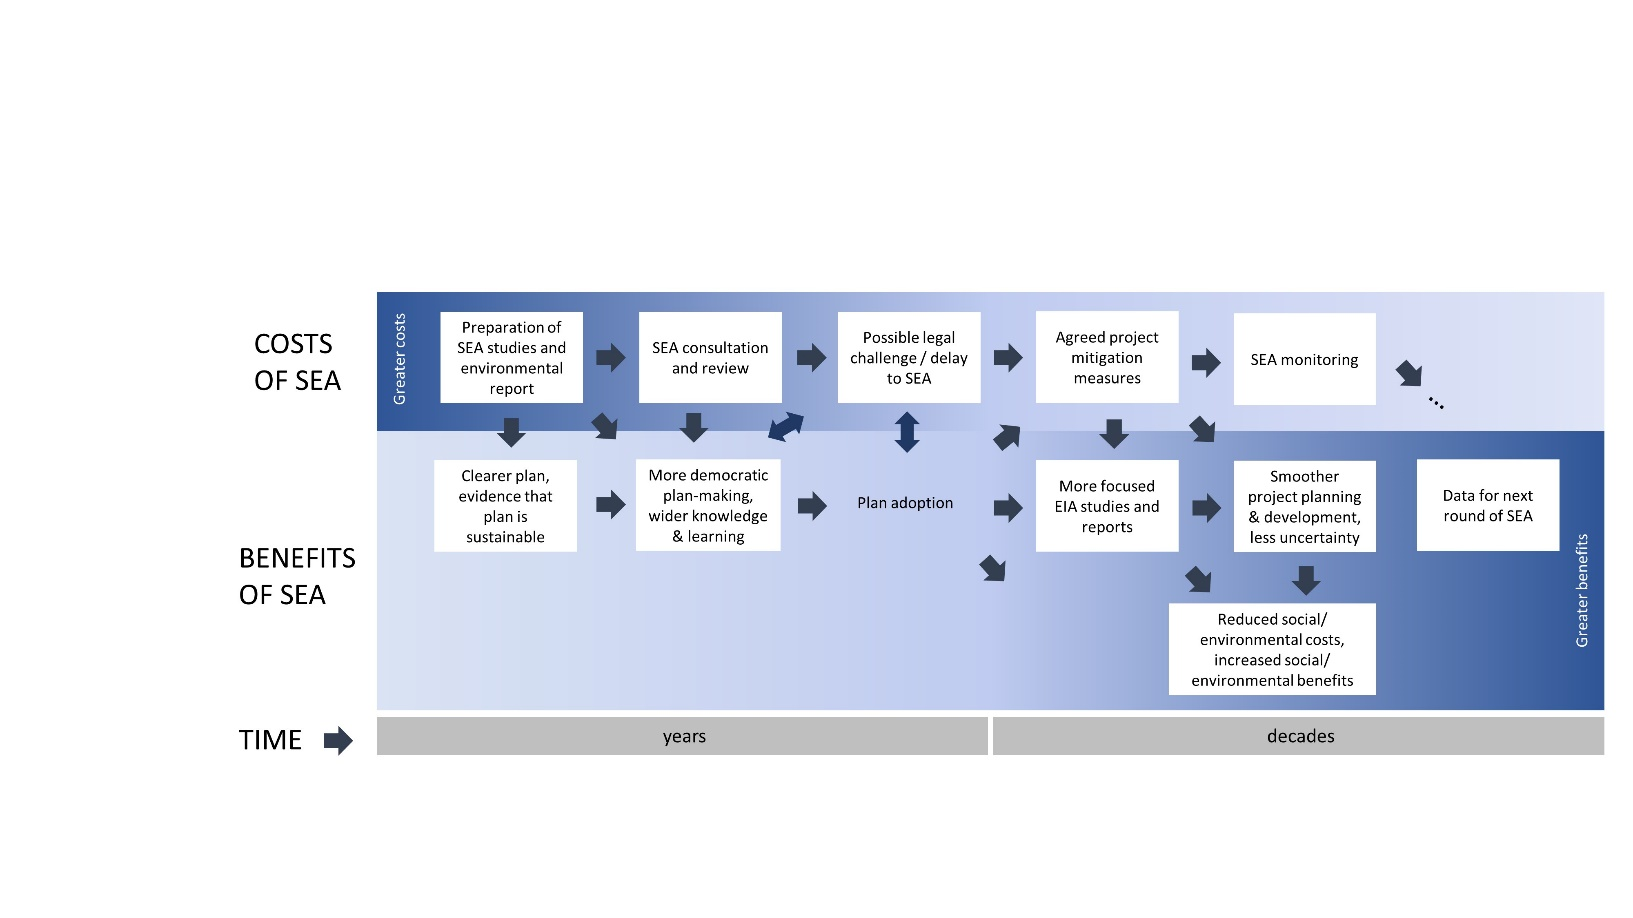 COSTS
OF SEA
Greater costs
Preparation of
SEA studies and
environmental
report
SEA consultation
and review
Possible legal
challenge / delay
to SEA
Agreed project
mitigation
measures
SEA monitoring
...
BENEFITS
OF SEA
Clearer plan,
evidence that
plan is
sustainable
More democratic
plan-making,
wider knowledge
& learning
Plan adoption
More focused
EIA studies and
reports
Smoother
project planning
& development,
less uncertainty
Data for next
round of SEA
Reduced social/
environmental costs,
increased social/
environmental benefits
Greater benefits
TIME
years
decades